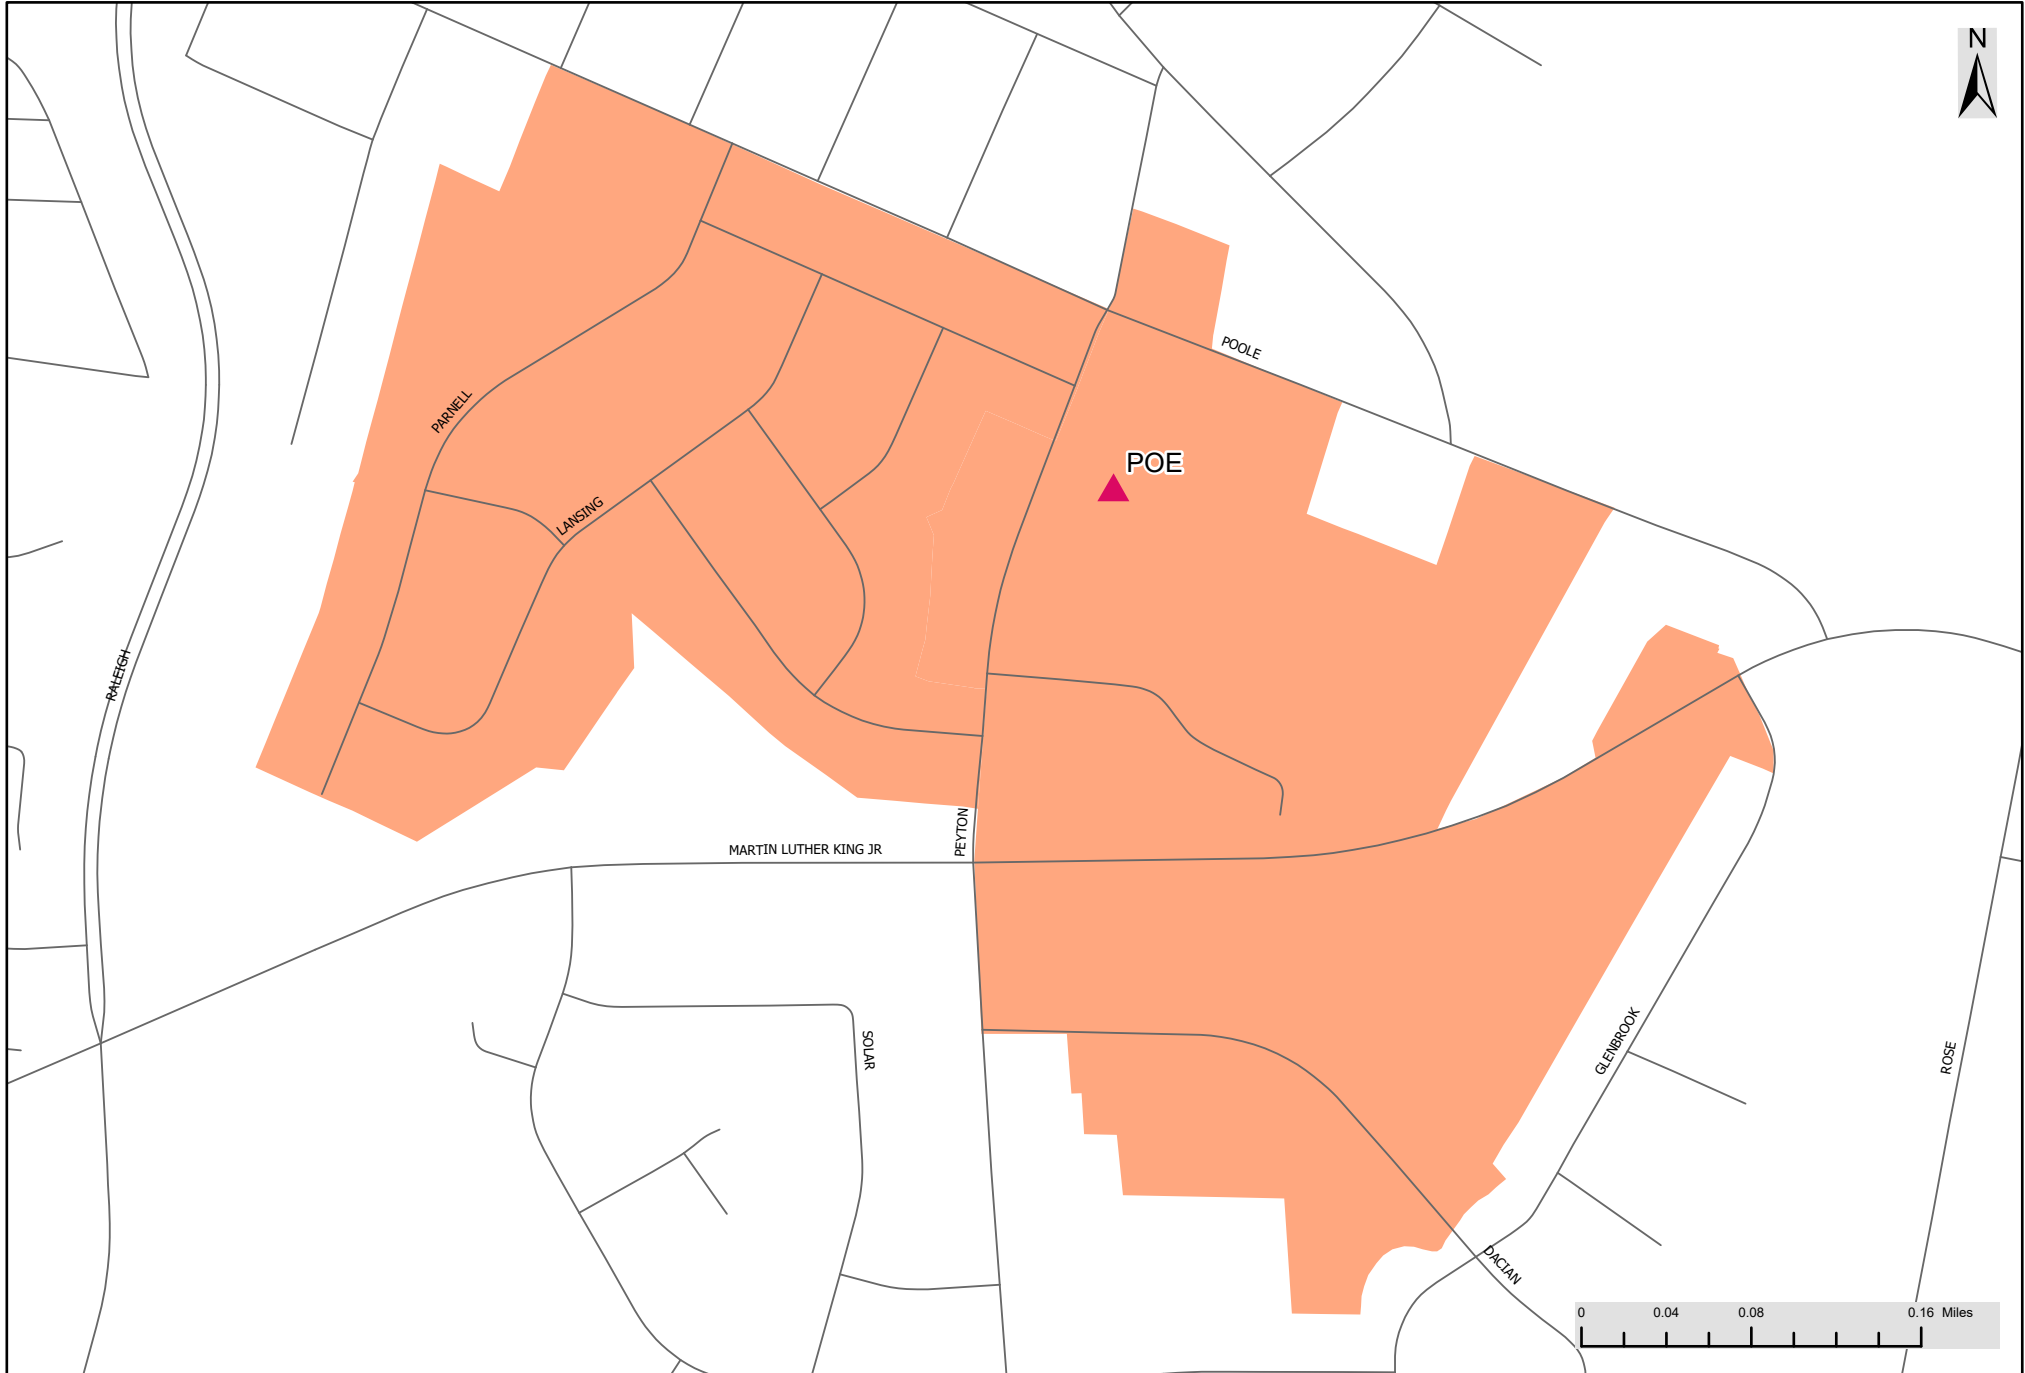 N
POOLE
PARNELL
POE
LANSING
RALEIGH
PEYTON
MARTIN LUTHER KING JR
SOLAR
GLENBROOK
ROSE
DACIAN
0 0.04 0.08 0.16 Miles